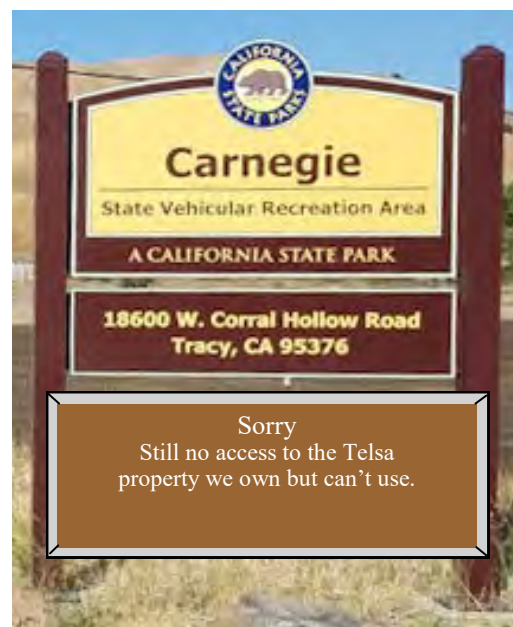 CALIFORNIA
STATE PARKS
Carnegie
State Vehicular Recreation Area
A CALIFORNIA STATE PARK
18600 W. Corral Hollow Road
Tracy, CA 95376
Sorry
Still no access to the Telsa
property we own but can't use.